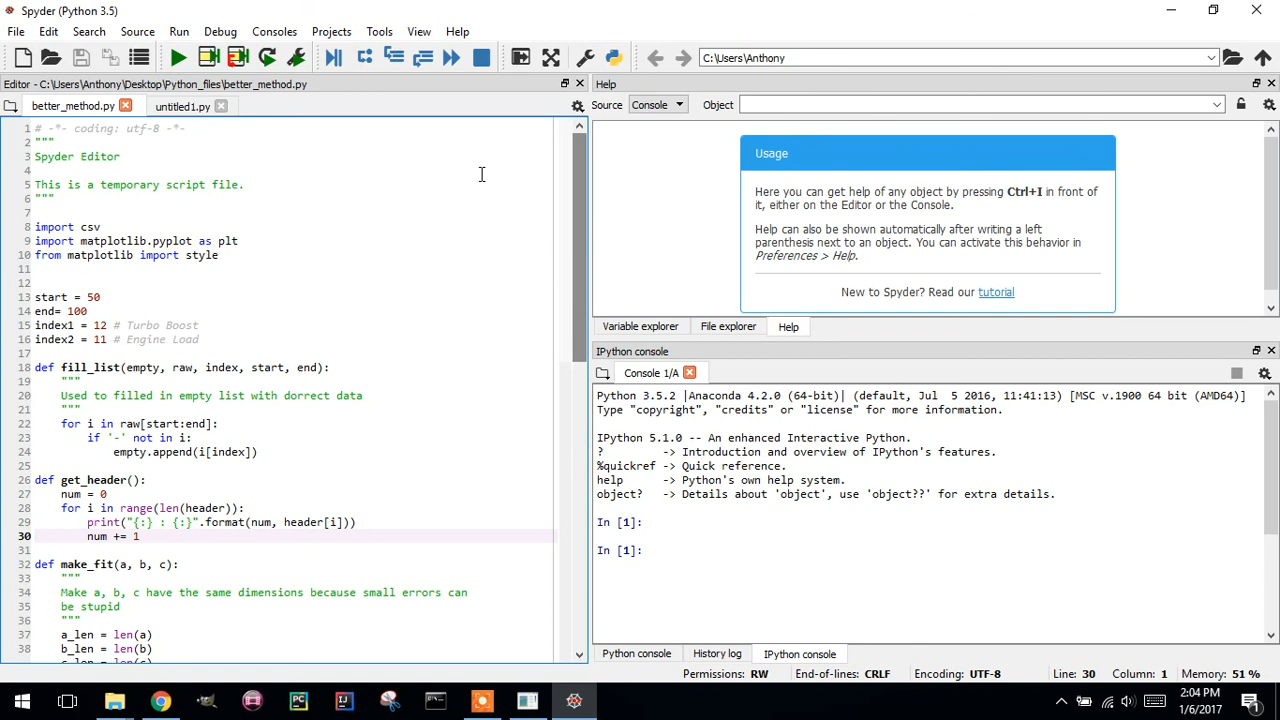 Spyder (Python 3.5)
File Edit Search Source Run Debug Consoles Projects Tools View Help
C:\Users\Anthony
Editor - C:\Users\Anthony\Desktop\Python_files\better_method.py
better_method.py untitled1.py
1 # -*- coding: utf-8 -*-
2 """
3 Spyder Editor
4
5 This is a temporary script file.
6 """
7
8 import csv
9 import matplotlib.pyplot as plt
10 from matplotlib import style
11
12
13 start = 50
14 end= 100
15 index1 = 12 # Turbo Boost
16 index2 = 11 # Engine Load
17
18 def fill_list(empty, raw, index, start, end):
19 """
20 Used to filled in empty list with dorrect data
21 """
22 for i in raw[start:end]:
23 if '-' not in i:
24 empty.append(i[index])
25
26 def get_header():
27 num = 0
28 for i in range(len(header)):
29 print("{:} : {:}".format(num, header[i]))
30 num += 1
31
32 def make_fit(a, b, c):
33 """
34 Make a, b, c have the same dimensions because small errors can
35 be stupid
36 """
37 a_len = len(a)
38 b_len = len(b)
c_len = len(c)
Help
Source Console Object
Usage
Here you can get help of any object by pressing Ctrl+I in front of
it, either on the Editor or the Console.
Help can also be shown automatically after writing a left
parenthesis next to an object. You can activate this behavior in
Preferences > Help.
New to Spyder? Read our tutorial
Variable explorer File explorer Help
IPython console
Console 1/A
Python 3.5.2 |Anaconda 4.2.0 (64-bit)| (default, Jul 5 2016, 11:41:13) [MSC v.1900 64 bit (AMD64)]
Type "copyright", "credits" or "license" for more information.
IPython 5.1.0 -- An enhanced Interactive Python.
? -> Introduction and overview of IPython's features.
%quickref -> Quick reference.
help -> Python's own help system.
object? -> Details about 'object', use 'object??' for extra details.
In [1]:
In [1]:
Python console History log IPython console
Permissions: RW End-of-lines: CRLF Encoding: UTF-8 Line: 30 Column: 1 Memory: 51 %
PC
IJ
2:04 PM
1/6/2017
1